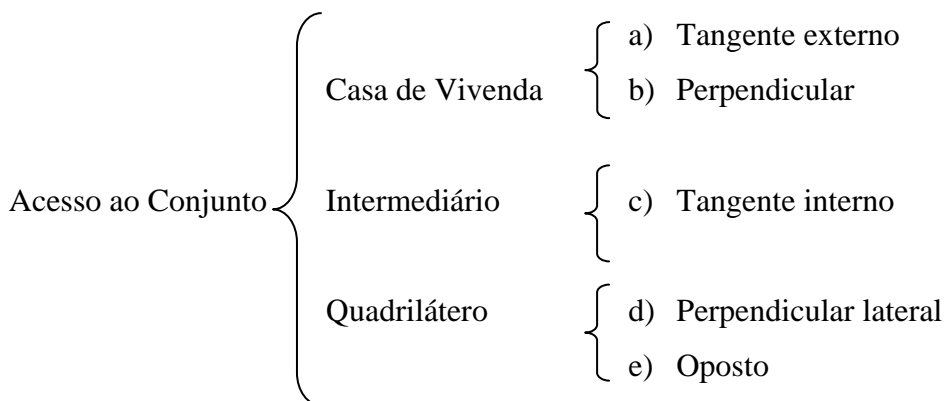 a) Tangente externo
Casa de Vivenda
b) Perpendicular
Acesso ao Conjunto
Intermediário
c) Tangente interno
Quadrilátero
d) Perpendicular lateral
e) Oposto